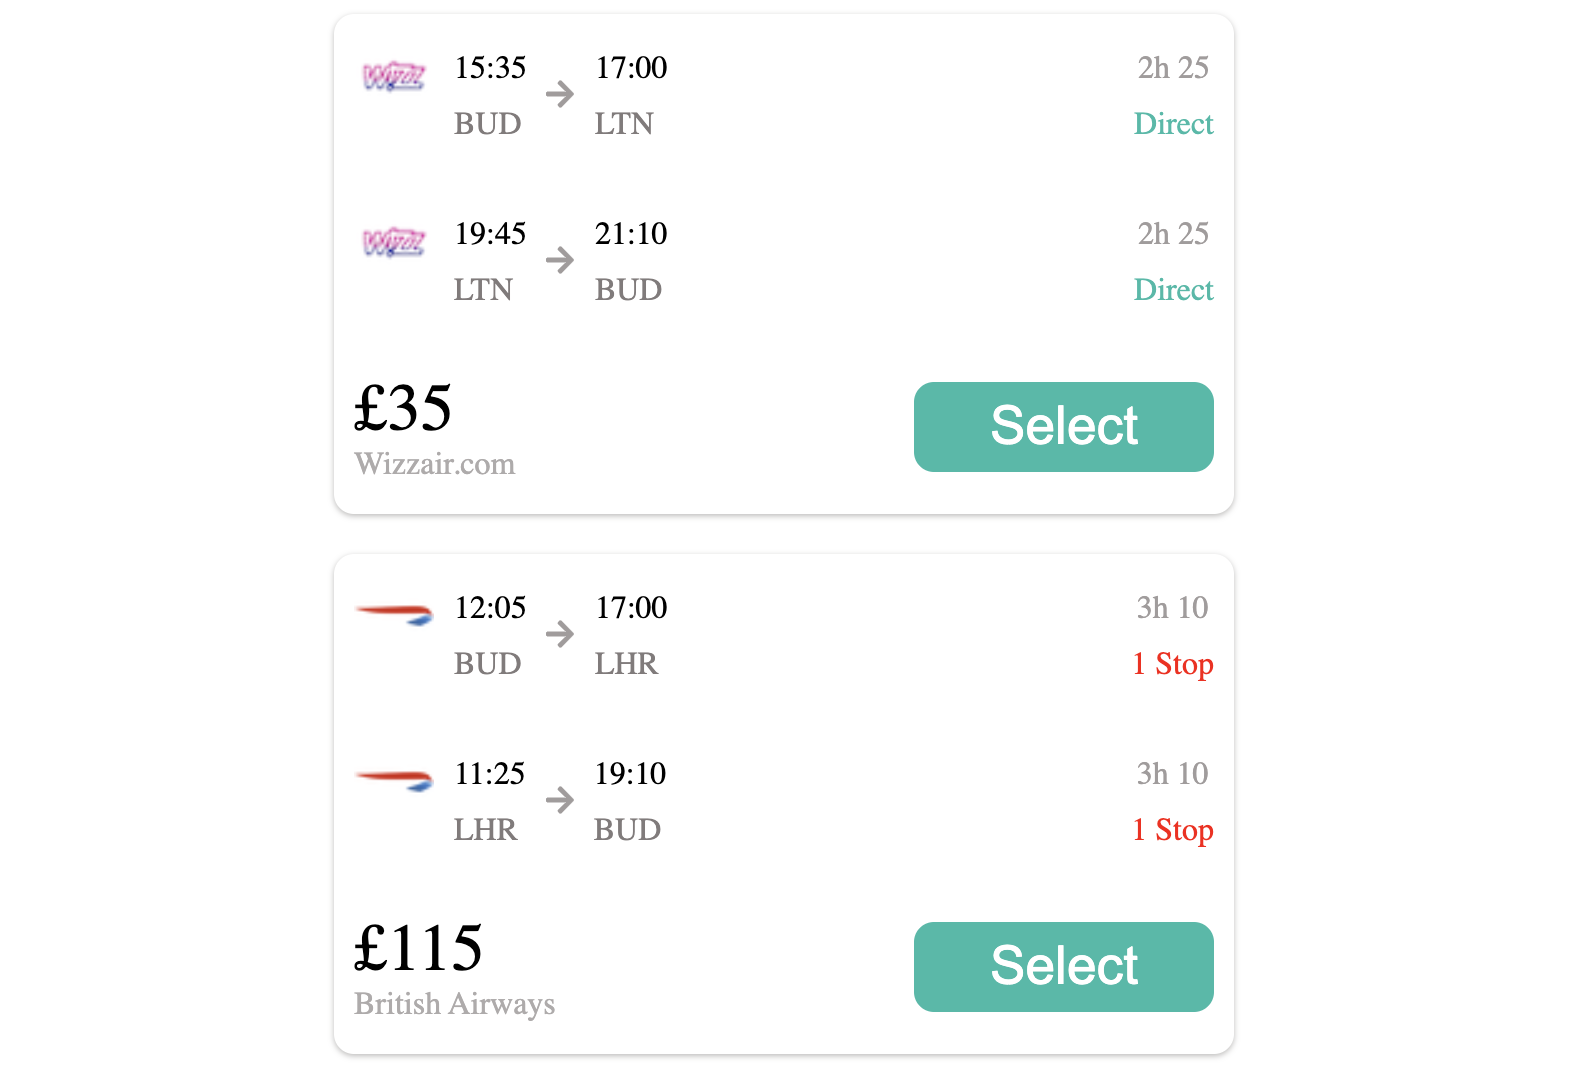 Wizz 15:35 → 17:00 2h 25
BUD LTN Direct
Wizz 19:45 → 21:10 2h 25
LTN BUD Direct
£35 Select
Wizzair.com
12:05 → 17:00 3h 10
BUD LHR 1 Stop
11:25 → 19:10 3h 10
LHR BUD 1 Stop
£115 Select
British Airways